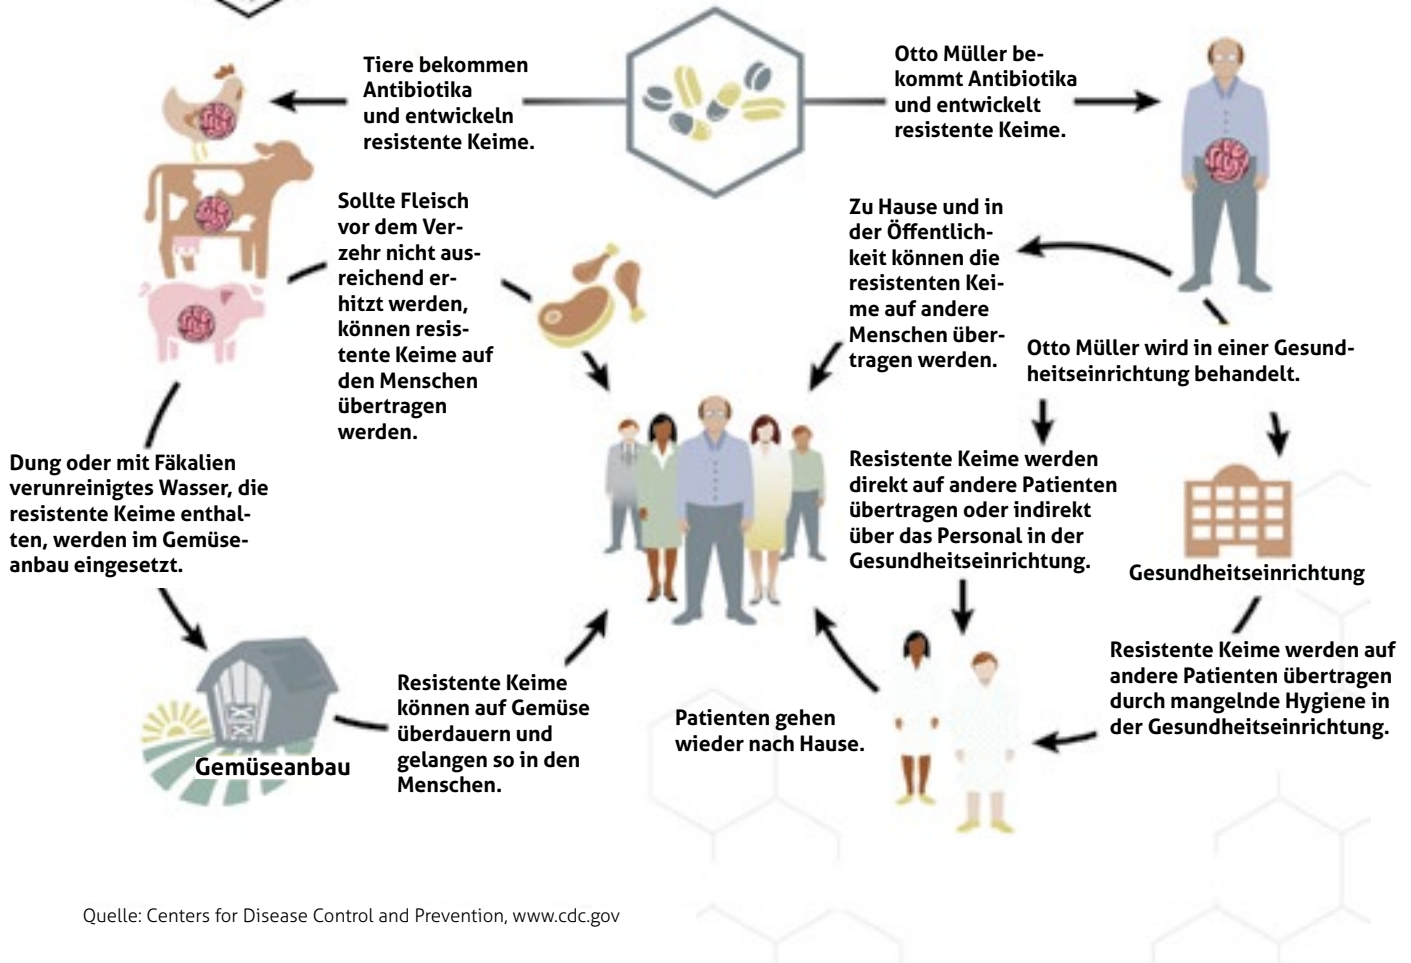 Tiere bekommen
Antibiotika
und entwickeln
resistente Keime.
Otto Müller be-
kommt Antibiotika
und entwickelt
resistente Keime.
Sollte Fleisch
vor dem Ver-
zehr nicht aus-
reichend er-
hitzt werden,
können resis-
tente Keime auf
den Menschen
übertragen
werden.
Zu Hause und in
der Öffentlich-
keit können die
resistenten Kei-
me auf andere
Menschen über-
tragen werden.
Otto Müller wird in einer Gesund-
heitseinrichtung behandelt.
Dung oder mit Fäkalien
verunreinigtes Wasser, die
resistente Keime enthal-
ten, werden im Gemüse-
anbau eingesetzt.
Resistente Keime werden
direkt auf andere Patienten
übertragen oder indirekt
über das Personal in der
Gesundheitseinrichtung.
Gesundheitseinrichtung
Resistente Keime werden auf
andere Patienten übertragen
durch mangelnde Hygiene in
der Gesundheitseinrichtung.
Gemüseanbau
Resistente Keime
können auf Gemüse
überdauern und
gelangen so in den
Menschen.
Patienten gehen
wieder nach Hause.
Quelle: Centers for Disease Control and Prevention, www.cdc.gov